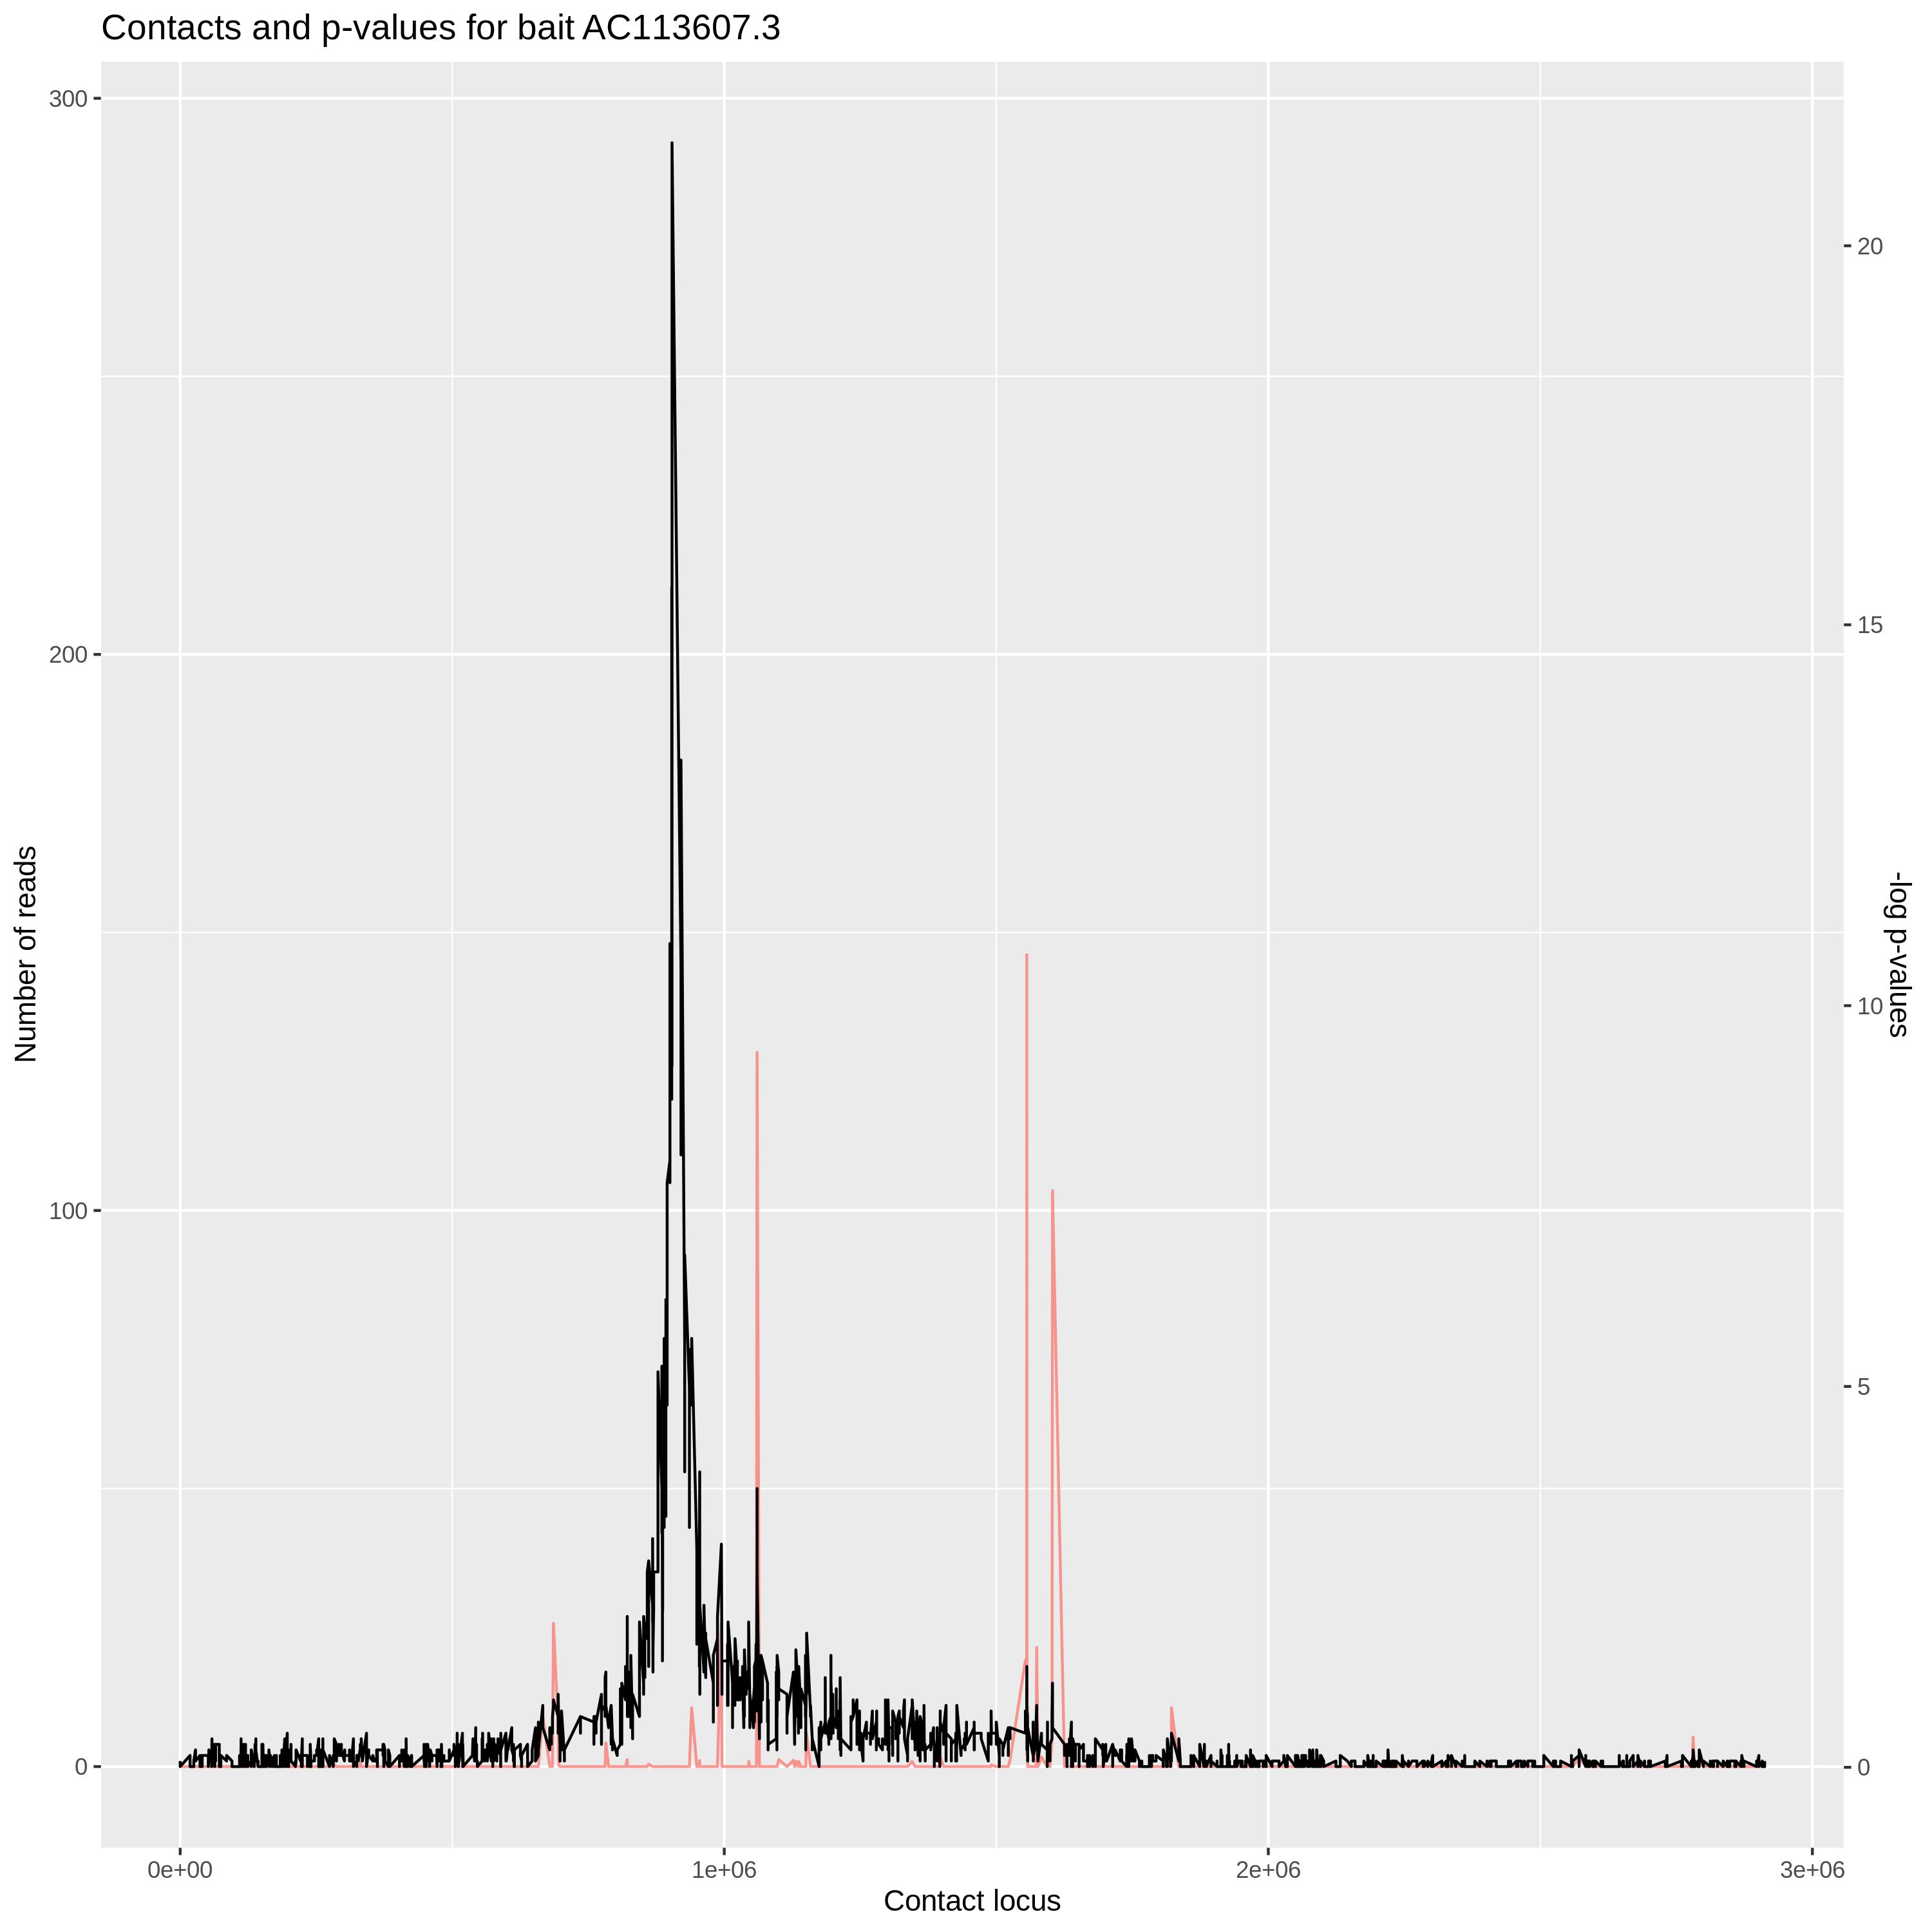 Contacts and p-values for bait AC113607.3
300
200
100
0
Number of reads
20
15
10
5
0
-log p-values
0e+00
1e+06
2e+06
3e+06
Contact locus